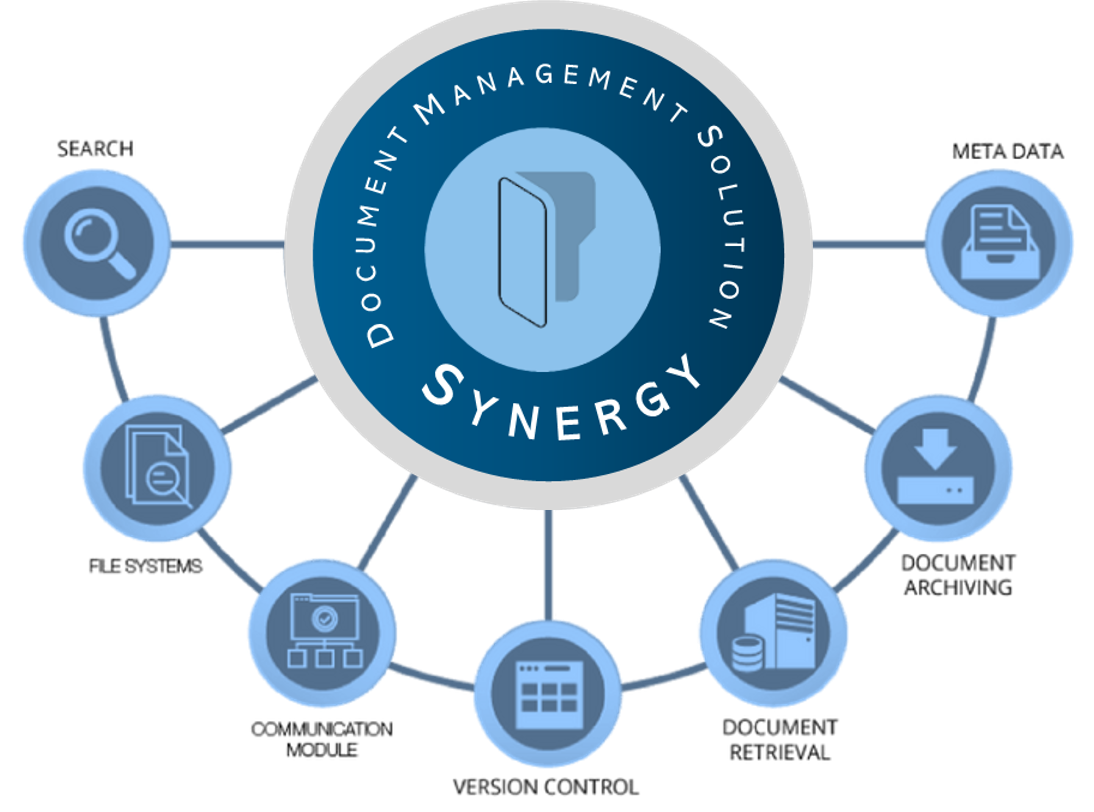 DOCUMENT MANAGEMENT SOLUTION
SYNERGY
SEARCH
META DATA
FILE SYSTEMS
DOCUMENT
ARCHIVING
COMMUNICATION
MODULE
DOCUMENT
RETRIEVAL
VERSION CONTROL